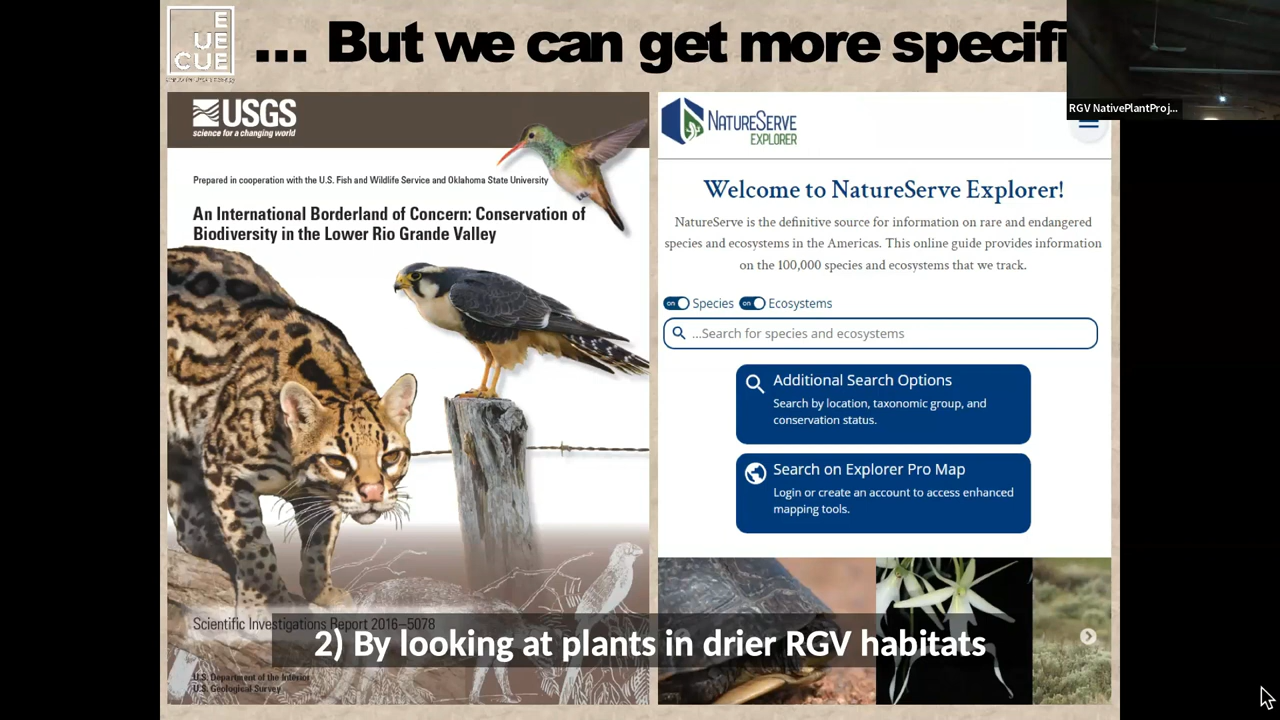 E
UE
CUE
... But we can get more specifi
RGV NativePlantProj...
USGS
science for a changing world
Prepared in cooperation with the U.S. Fish and Wildlife Service and Oklahoma State University
An International Borderland of Concern: Conservation of
Biodiversity in the Lower Rio Grande Valley
Scientific Investigations Report 2016–5078
U.S. Department of the Interior
U.S. Geological Survey
NATURESERVE
EXPLORER
Welcome to NatureServe Explorer!
NatureServe is the definitive source for information on rare and endangered
species and ecosystems in the Americas. This online guide provides information
on the 100,000 species and ecosystems that we track.
on Species on Ecosystems
...Search for species and ecosystems
Additional Search Options
Search by location, taxonomic group, and
conservation status.
Search on Explorer Pro Map
Login or create an account to access enhanced
mapping tools.
2) By looking at plants in drier RGV habitats